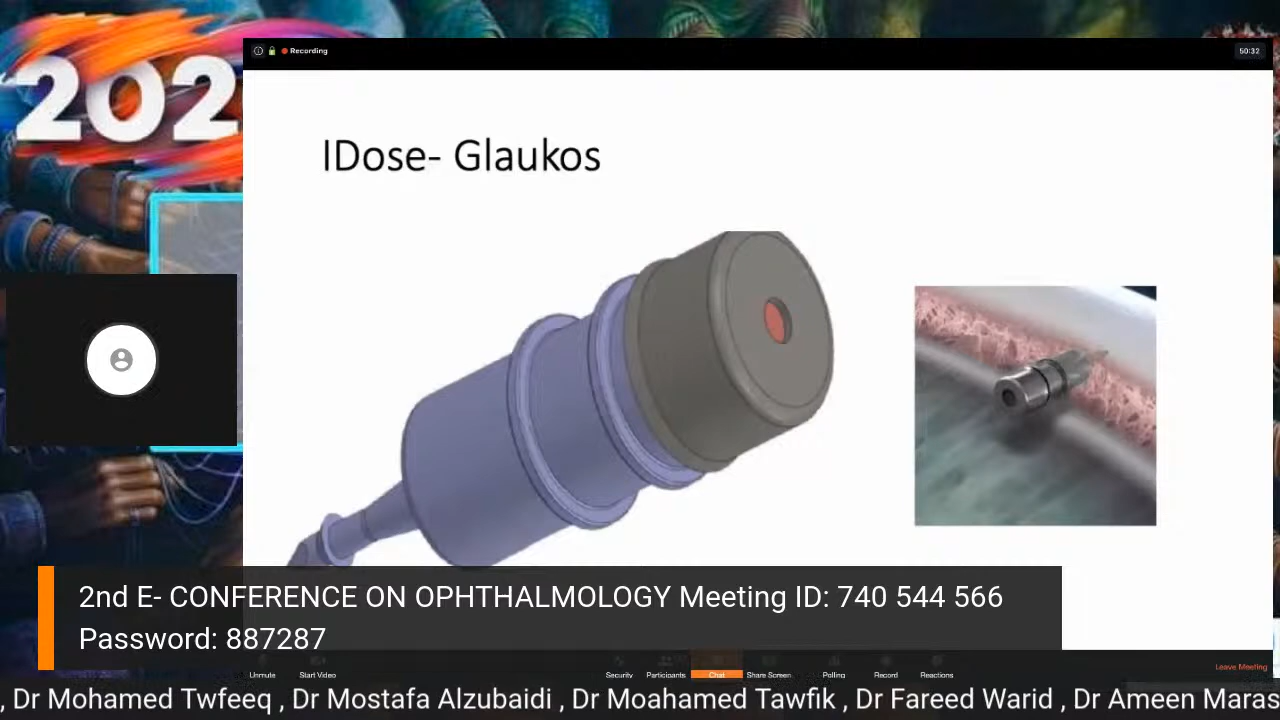 202
Recording
50:32
IDose- Glaukos
2nd E- CONFERENCE ON OPHTHALMOLOGY Meeting ID: 740 544 566
Password: 887287
Unmute Start Video Security Participants Chat Share Screen Polling Record Reactions Leave Meeting
, Dr Mohamed Twfeeq , Dr Mostafa Alzubaidi , Dr Moahamed Tawfik , Dr Fareed Warid , Dr Ameen Maras